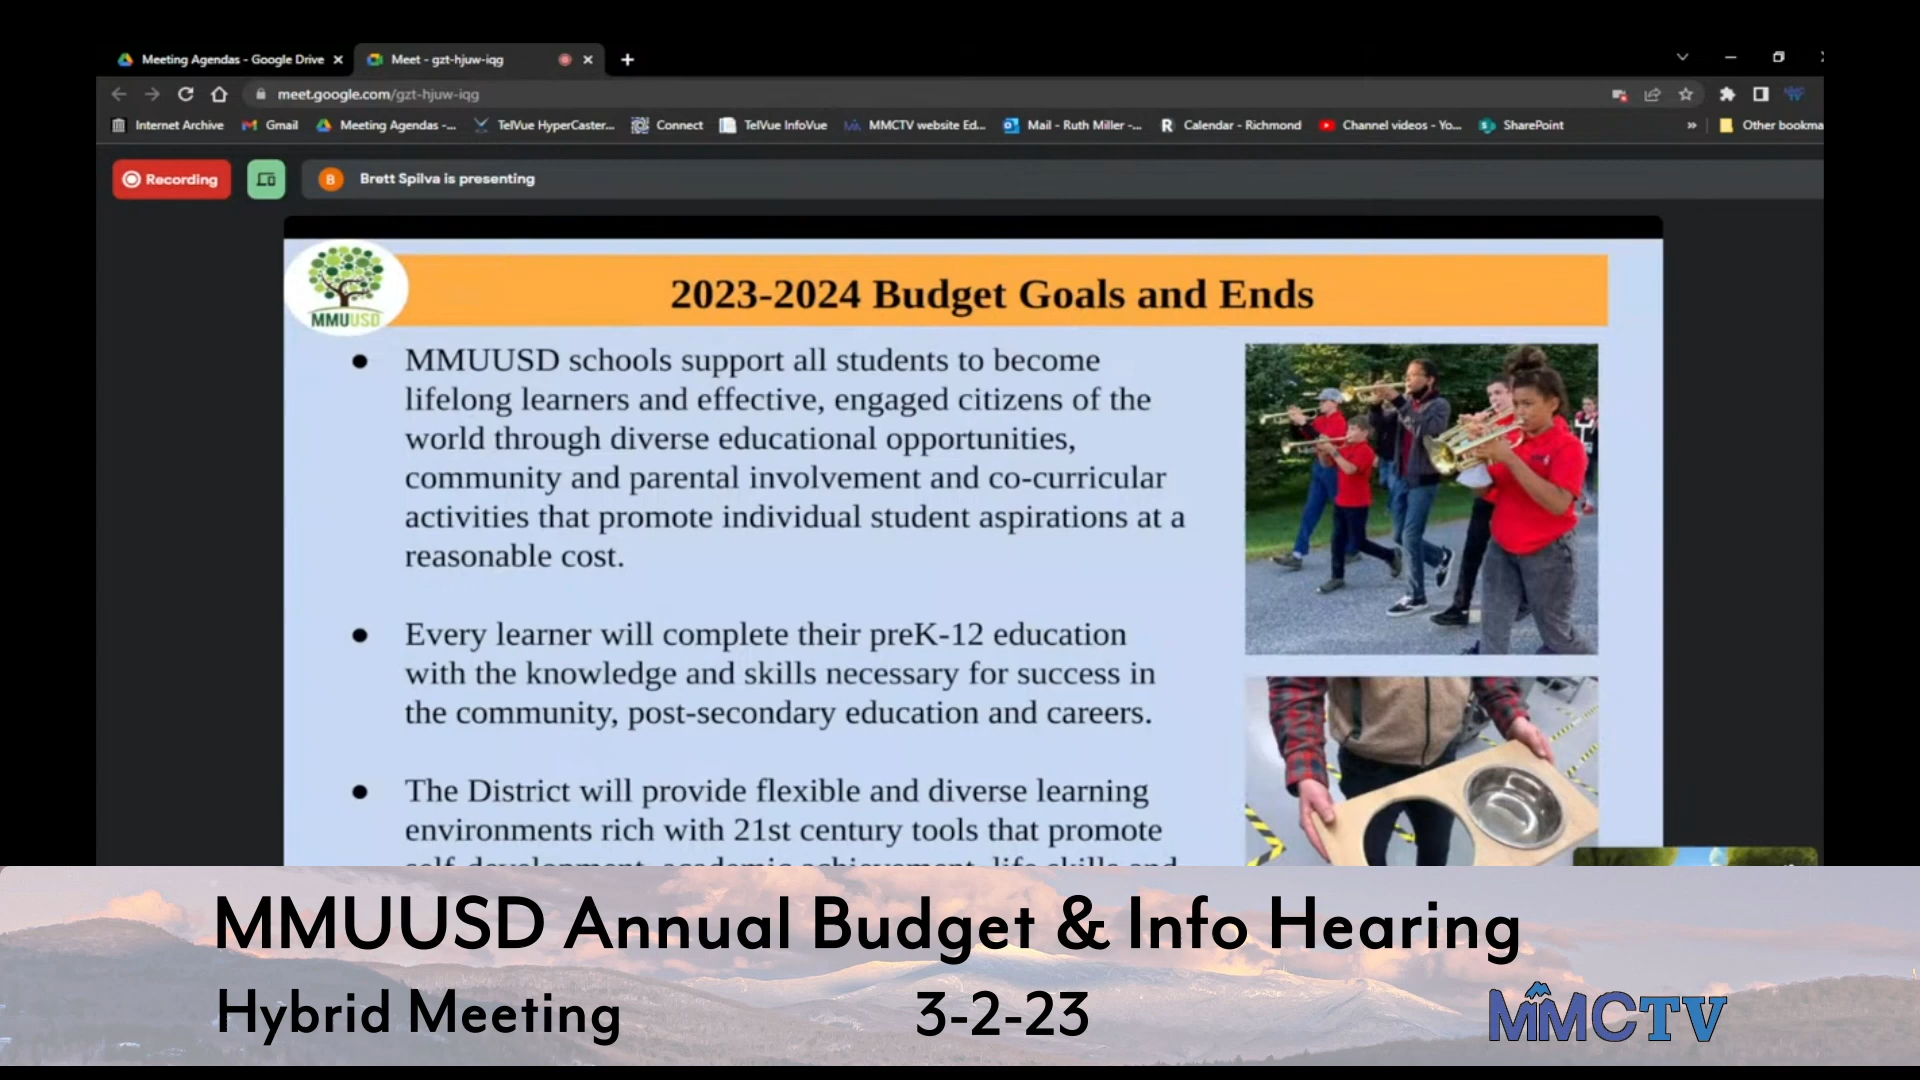 Meeting Agendas - Google Drive
Meet - gzt-hjuw-iqg
meet.google.com/gzt-hjuw-iqg
Internet Archive
Gmail
Meeting Agendas -...
TelVue HyperCaster...
Connect
TelVue InfoVue
MMCTV website Ed...
Mail - Ruth Miller -...
Calendar - Richmond
Channel videos - Yo...
SharePoint
»
Other bookma
Recording
B
Brett Spilva is presenting
MMUUSD
2023-2024 Budget Goals and Ends
● MMUUSD schools support all students to become
lifelong learners and effective, engaged citizens of the
world through diverse educational opportunities,
community and parental involvement and co-curricular
activities that promote individual student aspirations at a
reasonable cost.
● Every learner will complete their preK-12 education
with the knowledge and skills necessary for success in
the community, post-secondary education and careers.
● The District will provide flexible and diverse learning
environments rich with 21st century tools that promote
self-development, academic achievement, life skills and
MMUUSD Annual Budget & Info Hearing
Hybrid Meeting
3-2-23
MMCTV